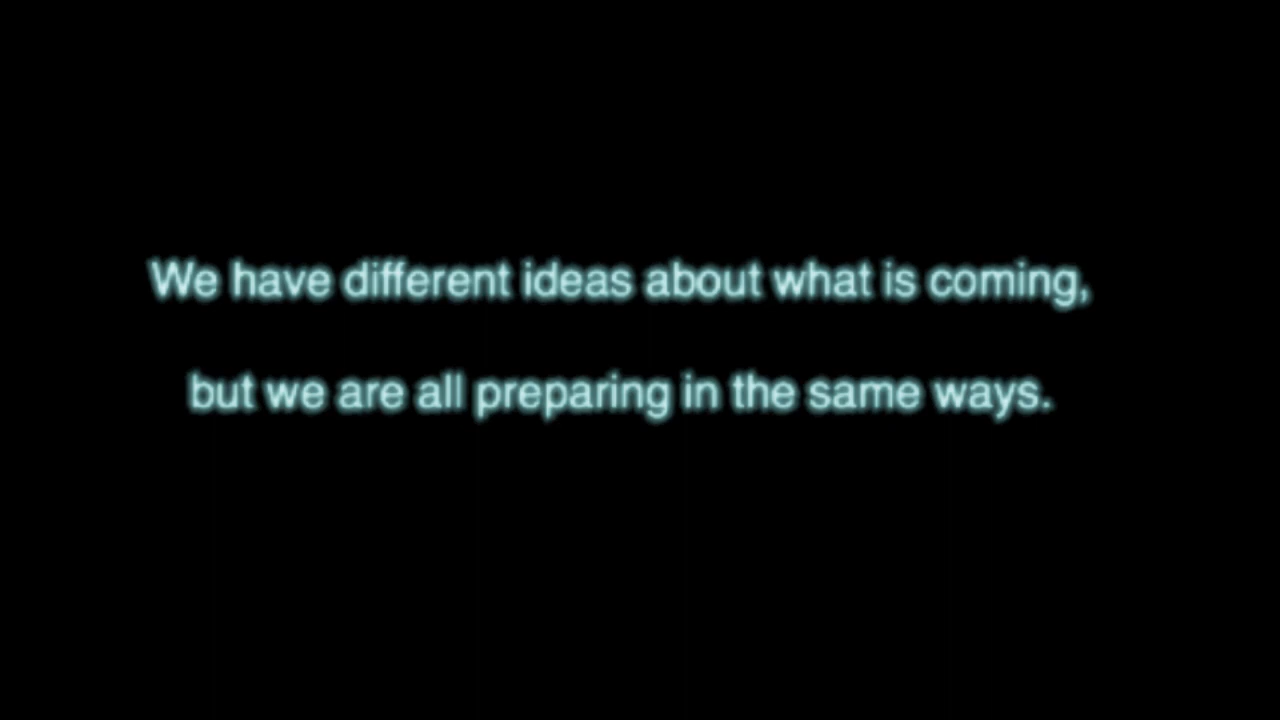 We have different ideas about what is coming,
but we are all preparing in the same ways.